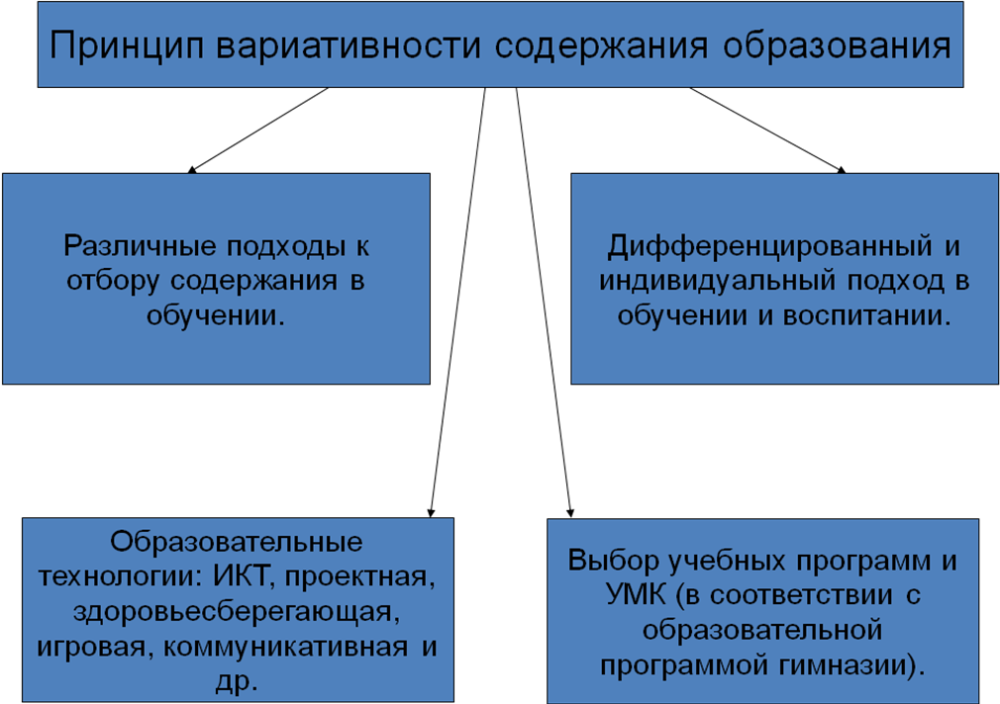 Принцип вариативности содержания образования
Различные подходы к
отбору содержания в
обучении.
Дифференцированный и
индивидуальный подход в
обучении и воспитании.
Образовательные
технологии: ИКТ, проектная,
здоровьесберегающая,
игровая, коммуникативная и
др.
Выбор учебных программ и
УМК (в соответствии с
образовательной
программой гимназии).